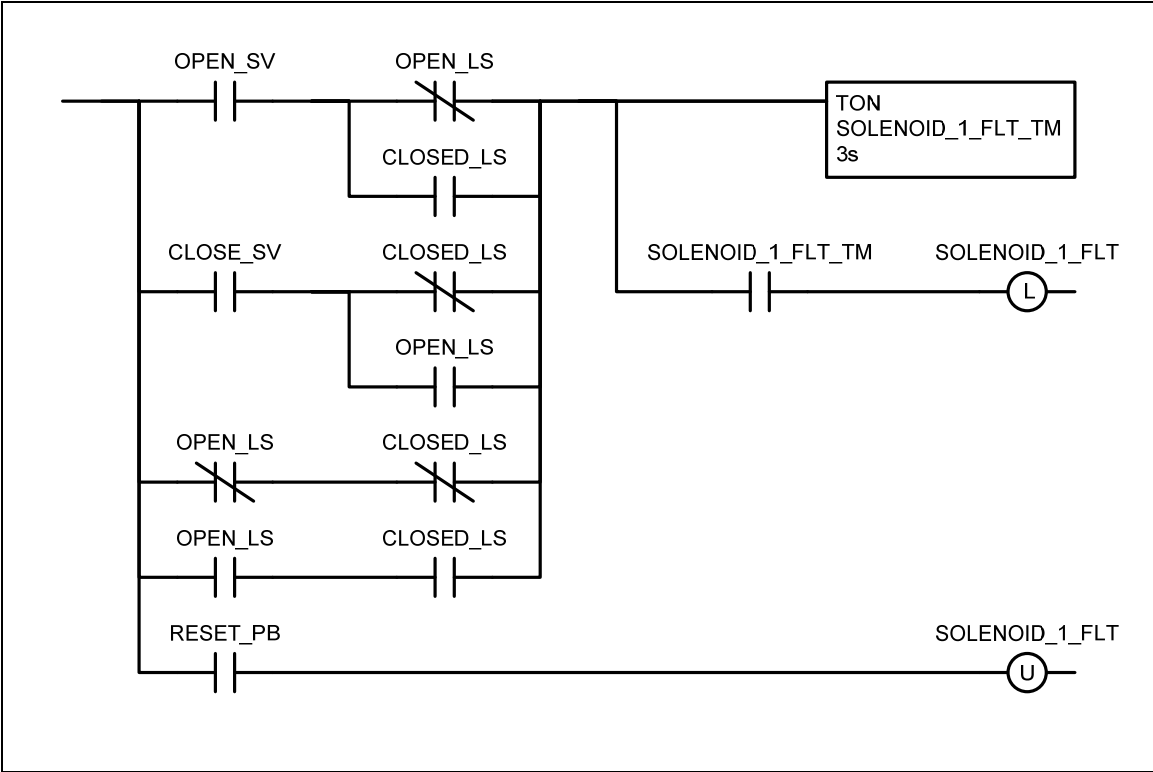 OPEN_SV
OPEN_LS
TON
SOLENOID_1_FLT_TM
3s
CLOSED_LS
CLOSE_SV
CLOSED_LS
SOLENOID_1_FLT_TM
SOLENOID_1_FLT
L
OPEN_LS
OPEN_LS
CLOSED_LS
OPEN_LS
CLOSED_LS
RESET_PB
SOLENOID_1_FLT
U